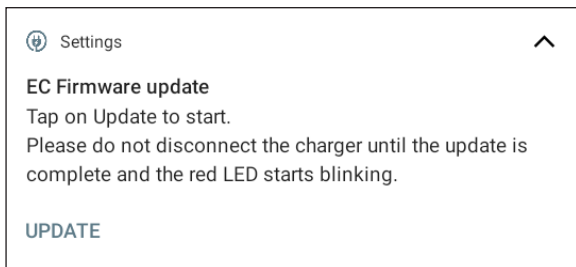 Settings
EC Firmware update
Tap on Update to start.
Please do not disconnect the charger until the update is
complete and the red LED starts blinking.
UPDATE